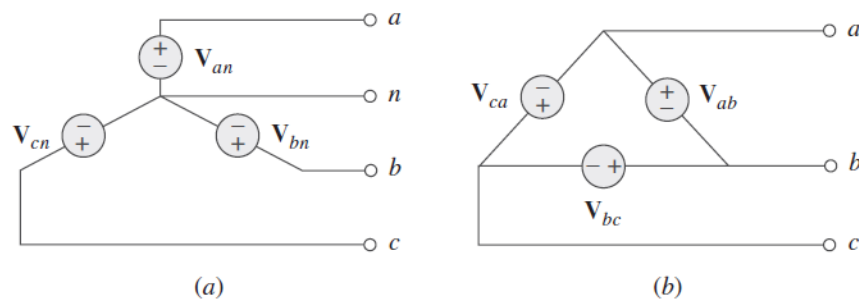 a
+
−
V_an
n
V_cn
−
+
−
+
V_bn
b
c
(a)
a
V_ca
−
+
+
−
V_ab
− +
b
V_bc
c
(b)